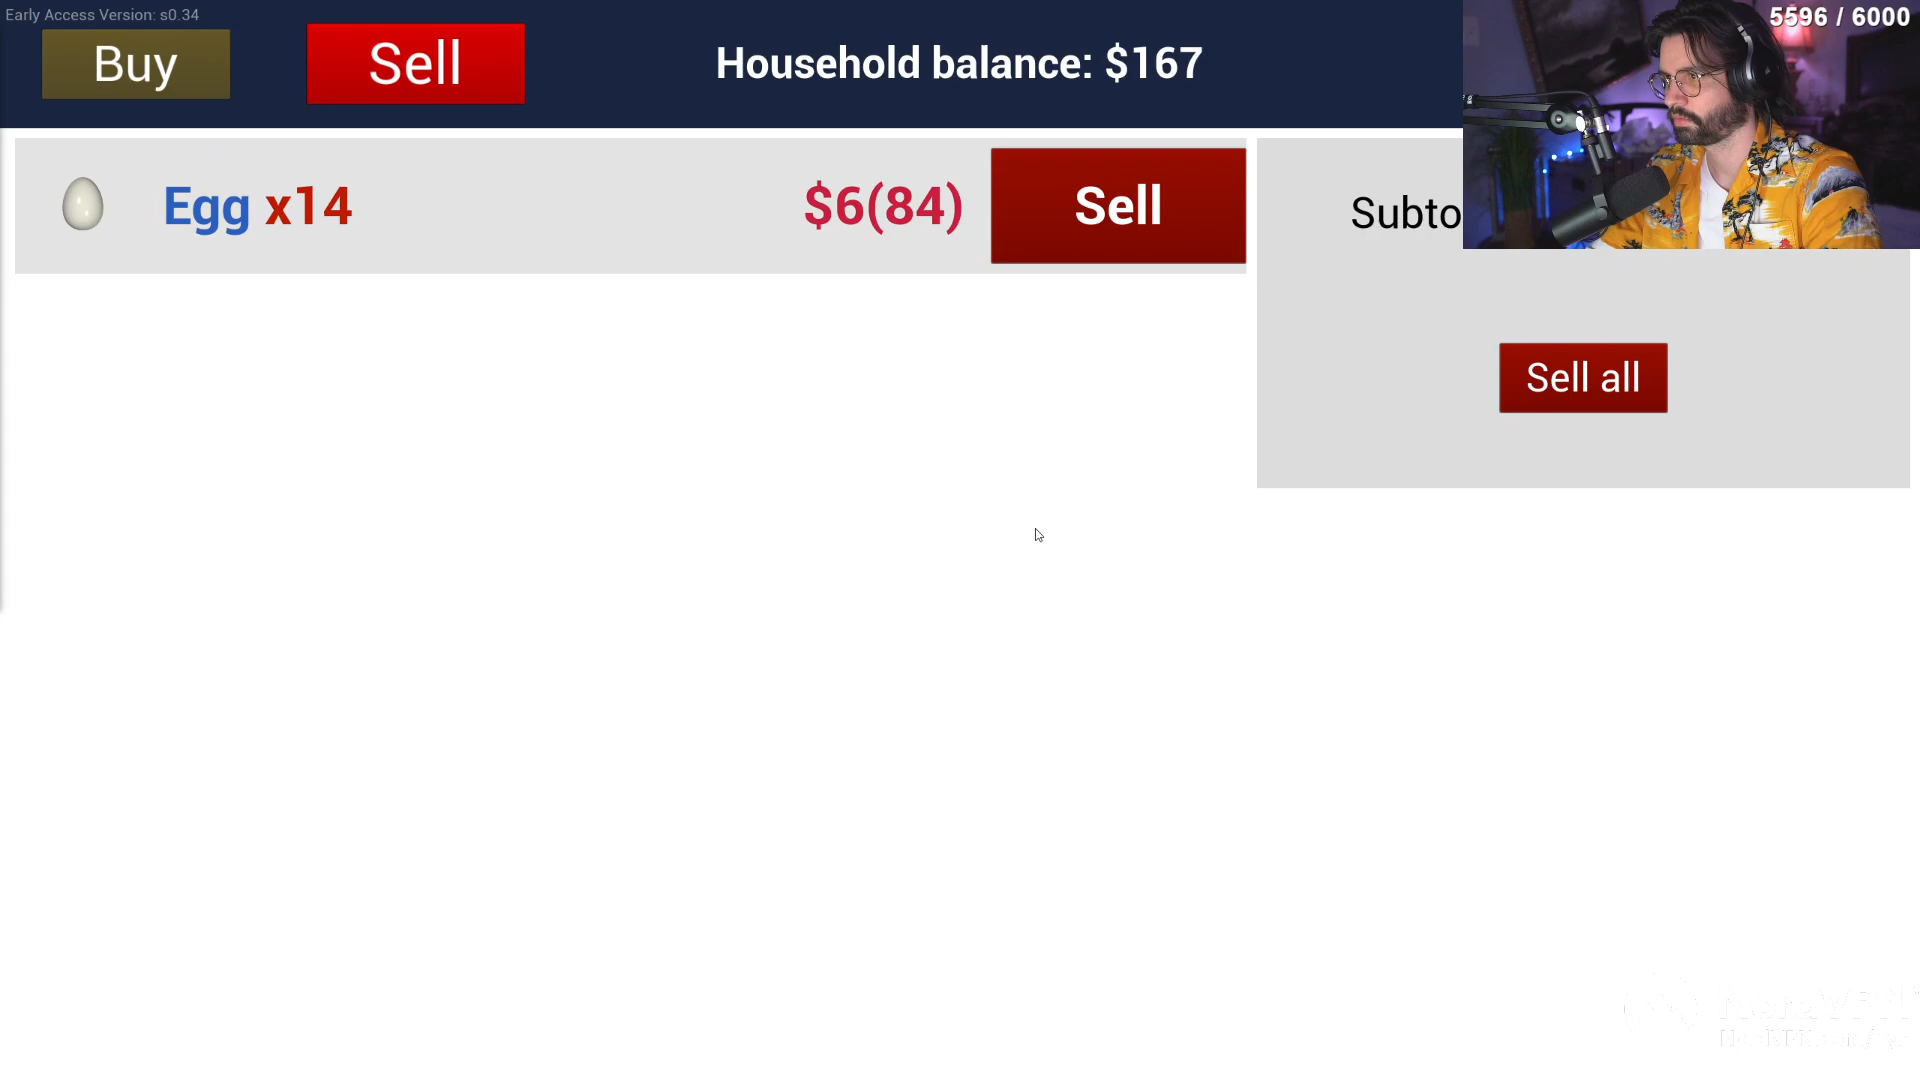 Early Access Version: s0.34
5596 / 6000
Buy
Sell
Household balance: $167
Egg x14
$6(84)
Sell
Subto
Sell all